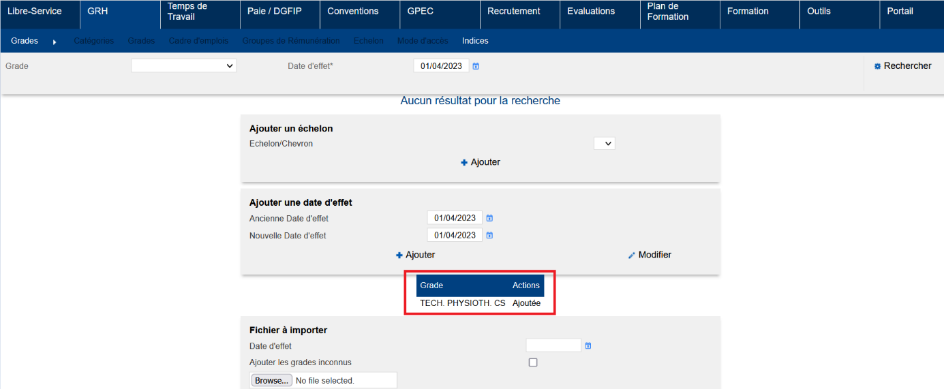 Libre-Service GRH Temps de Travail Paie / DGFIP Conventions GPEC Recrutement Evaluations Plan de Formation Formation Outils Portail
Grades Catégories Grades Cadre d'emplois Groupes de Rémunération Echelon Mode d'accès Indices
Grade Date d'effet* 01/04/2023 Rechercher
Aucun résultat pour la recherche
Ajouter un échelon
Echelon/Chevron
Ajouter
Ajouter une date d'effet
Ancienne Date d'effet 01/04/2023
Nouvelle Date d'effet 01/04/2023
Ajouter Modifier
Grade Actions
TECH. PHYSIOTH. CS Ajoutée
Fichier à importer
Date d'effet
Ajouter les grades inconnus
Browse... No file selected.